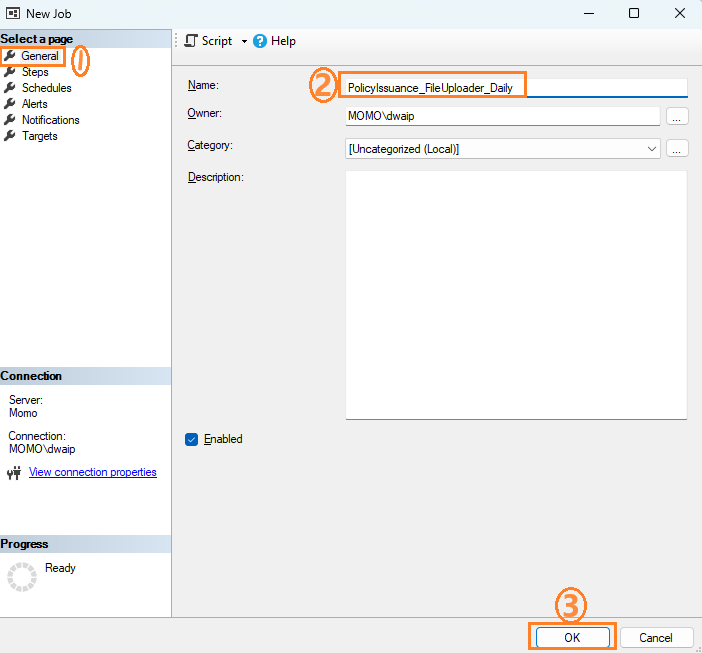 New Job
Select a page
General
Steps
Schedules
Alerts
Notifications
Targets
①
Script Help
② Name: PolicyIssuance_FileUploader_Daily
Owner: MOMO\dwaip ...
Category: [Uncategorized (Local)] ...
Description:
Enabled
Connection
Server:
Momo
Connection:
MOMO\dwaip
View connection properties
Progress
Ready
③
OK Cancel